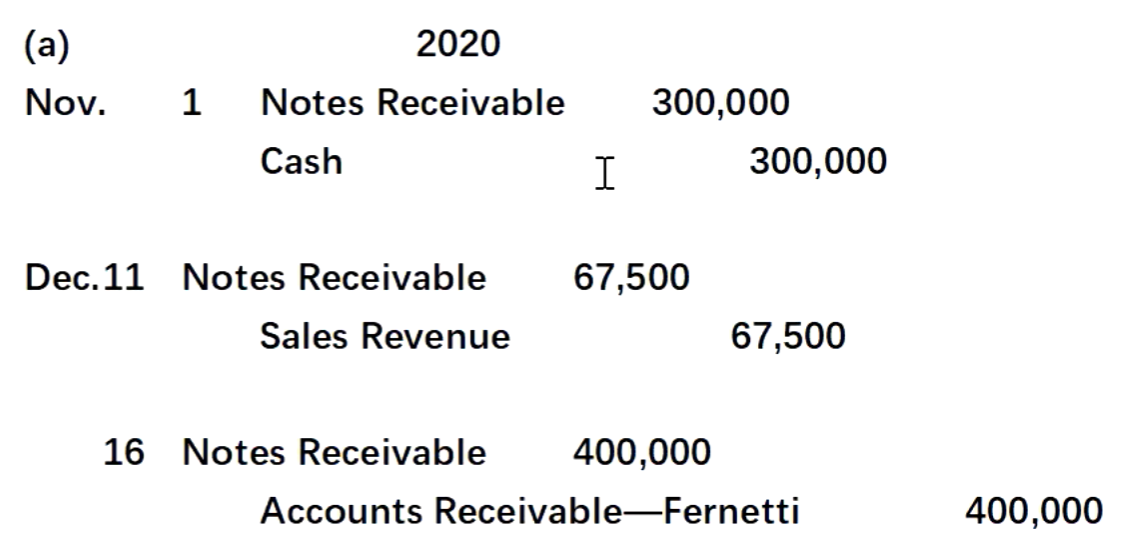 (a) 2020
Nov. 1 Notes Receivable 300,000
Cash 300,000
Dec.11 Notes Receivable 67,500
Sales Revenue 67,500
16 Notes Receivable 400,000
Accounts Receivable—Fernetti 400,000